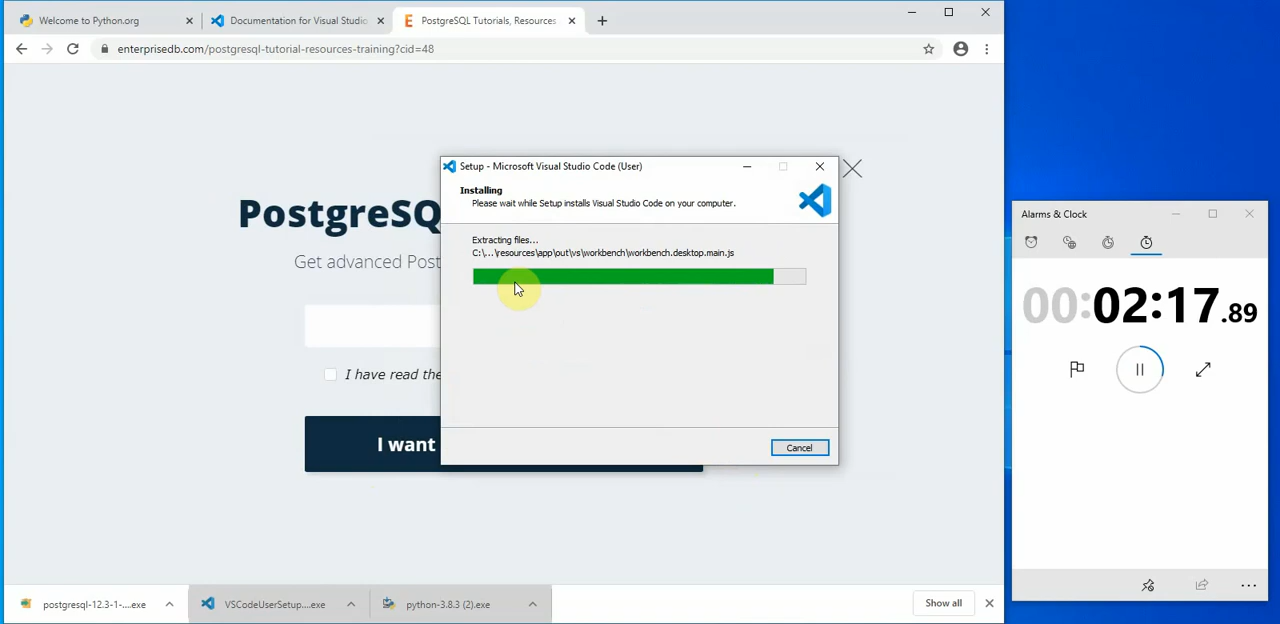 Welcome to Python.org
Documentation for Visual Studio
PostgreSQL Tutorials, Resources
enterprisedb.com/postgresql-tutorial-resources-training?cid=48
Setup - Microsoft Visual Studio Code (User)
Installing
Please wait while Setup installs Visual Studio Code on your computer.
PostgreSQ
Get advanced Post
Extracting files...
C:\...\resources\app\out\vs\workbench\workbench.desktop.main.js
I have read the
I want
Cancel
Alarms & Clock
00:02:17.89
postgresql-12.3-1-....exe
VSCodeUserSetup....exe
python-3.8.3 (2).exe
Show all